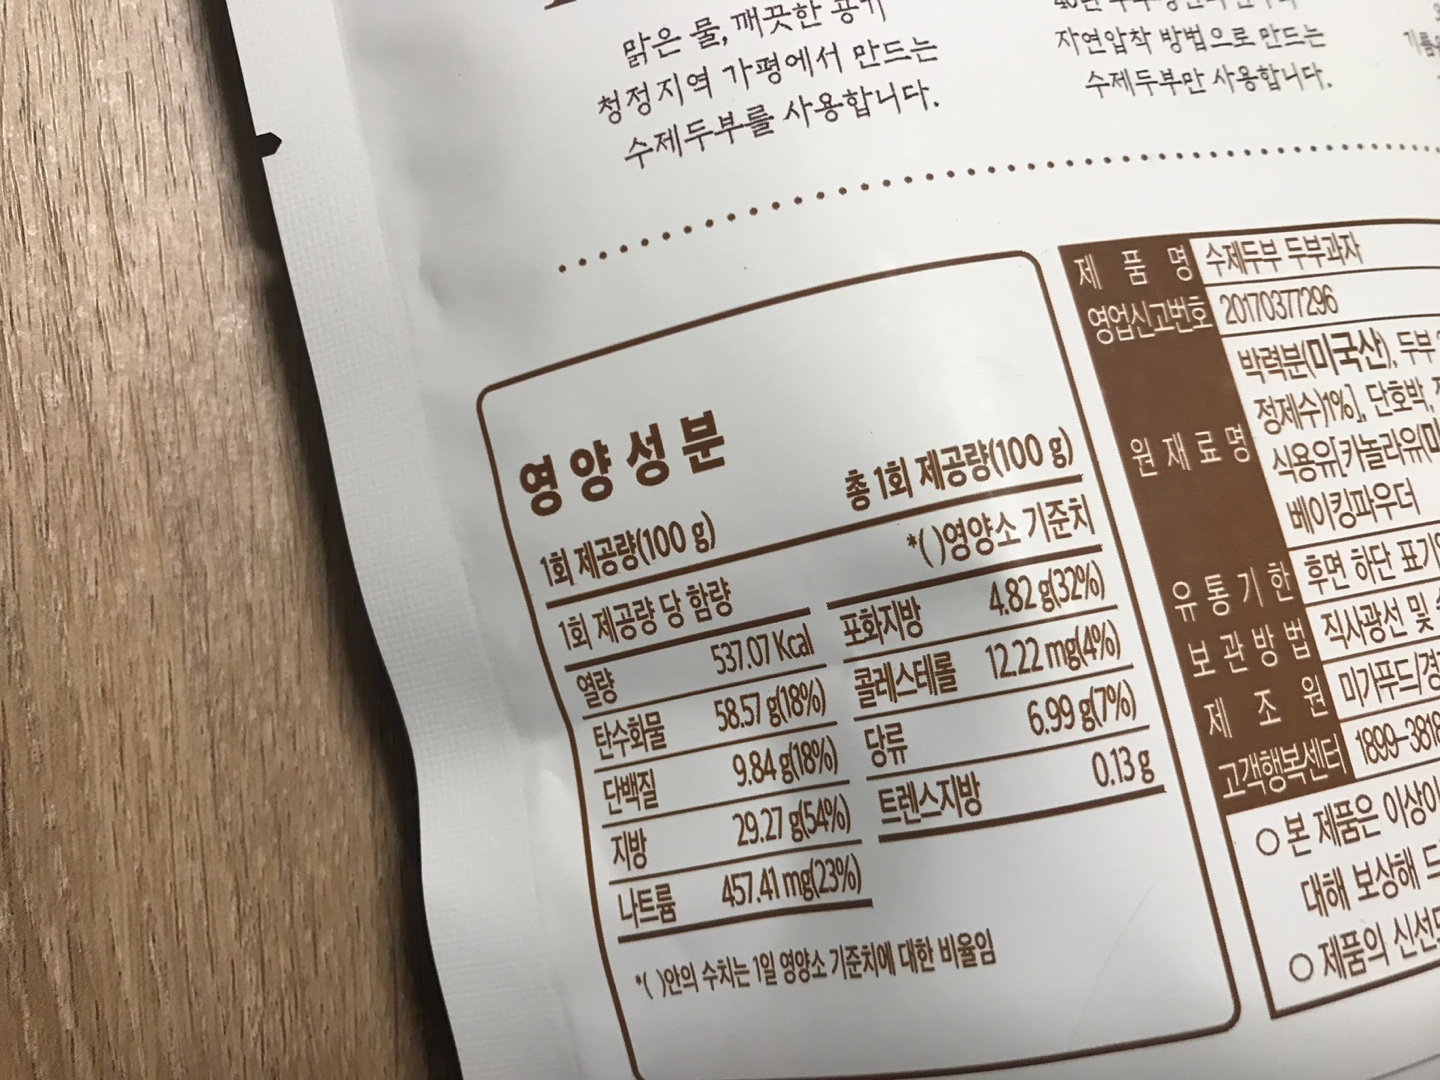 맑은 물, 깨끗한 공기
청정지역 가평에서 만드는
수제두부를 사용합니다.
자연압착 방법으로 만드는
수제두부만 사용합니다.
영양성분
1회 제공량(100 g)
총 1회 제공량(100 g)
1회 제공량 당 함량
*( )영양소 기준치
열량 537.07 Kcal
탄수화물 58.57 g(18%)
단백질 9.84 g(18%)
지방 29.27 g(54%)
나트륨 457.41 mg(23%)
포화지방 4.82 g(32%)
콜레스테롤 12.22 mg(4%)
당류 6.99 g(7%)
트렌스지방 0.13 g
*( )안의 수치는 1일 영양소 기준치에 대한 비율임
제 품 명 수제두부 두부과자
영업신고번호 20170377296
원재료명 박력분(미국산), 두부
정제수)1%], 단호박,
식용유[카놀라유(미
베이킹파우더
유통기한 후면 하단 표기
보관방법 직사광선 및
제 조 원 미가푸드/경
고객행복센터 1899-3818
○ 본 제품은 이상이
대해 보상해 드
○ 제품의 신선도